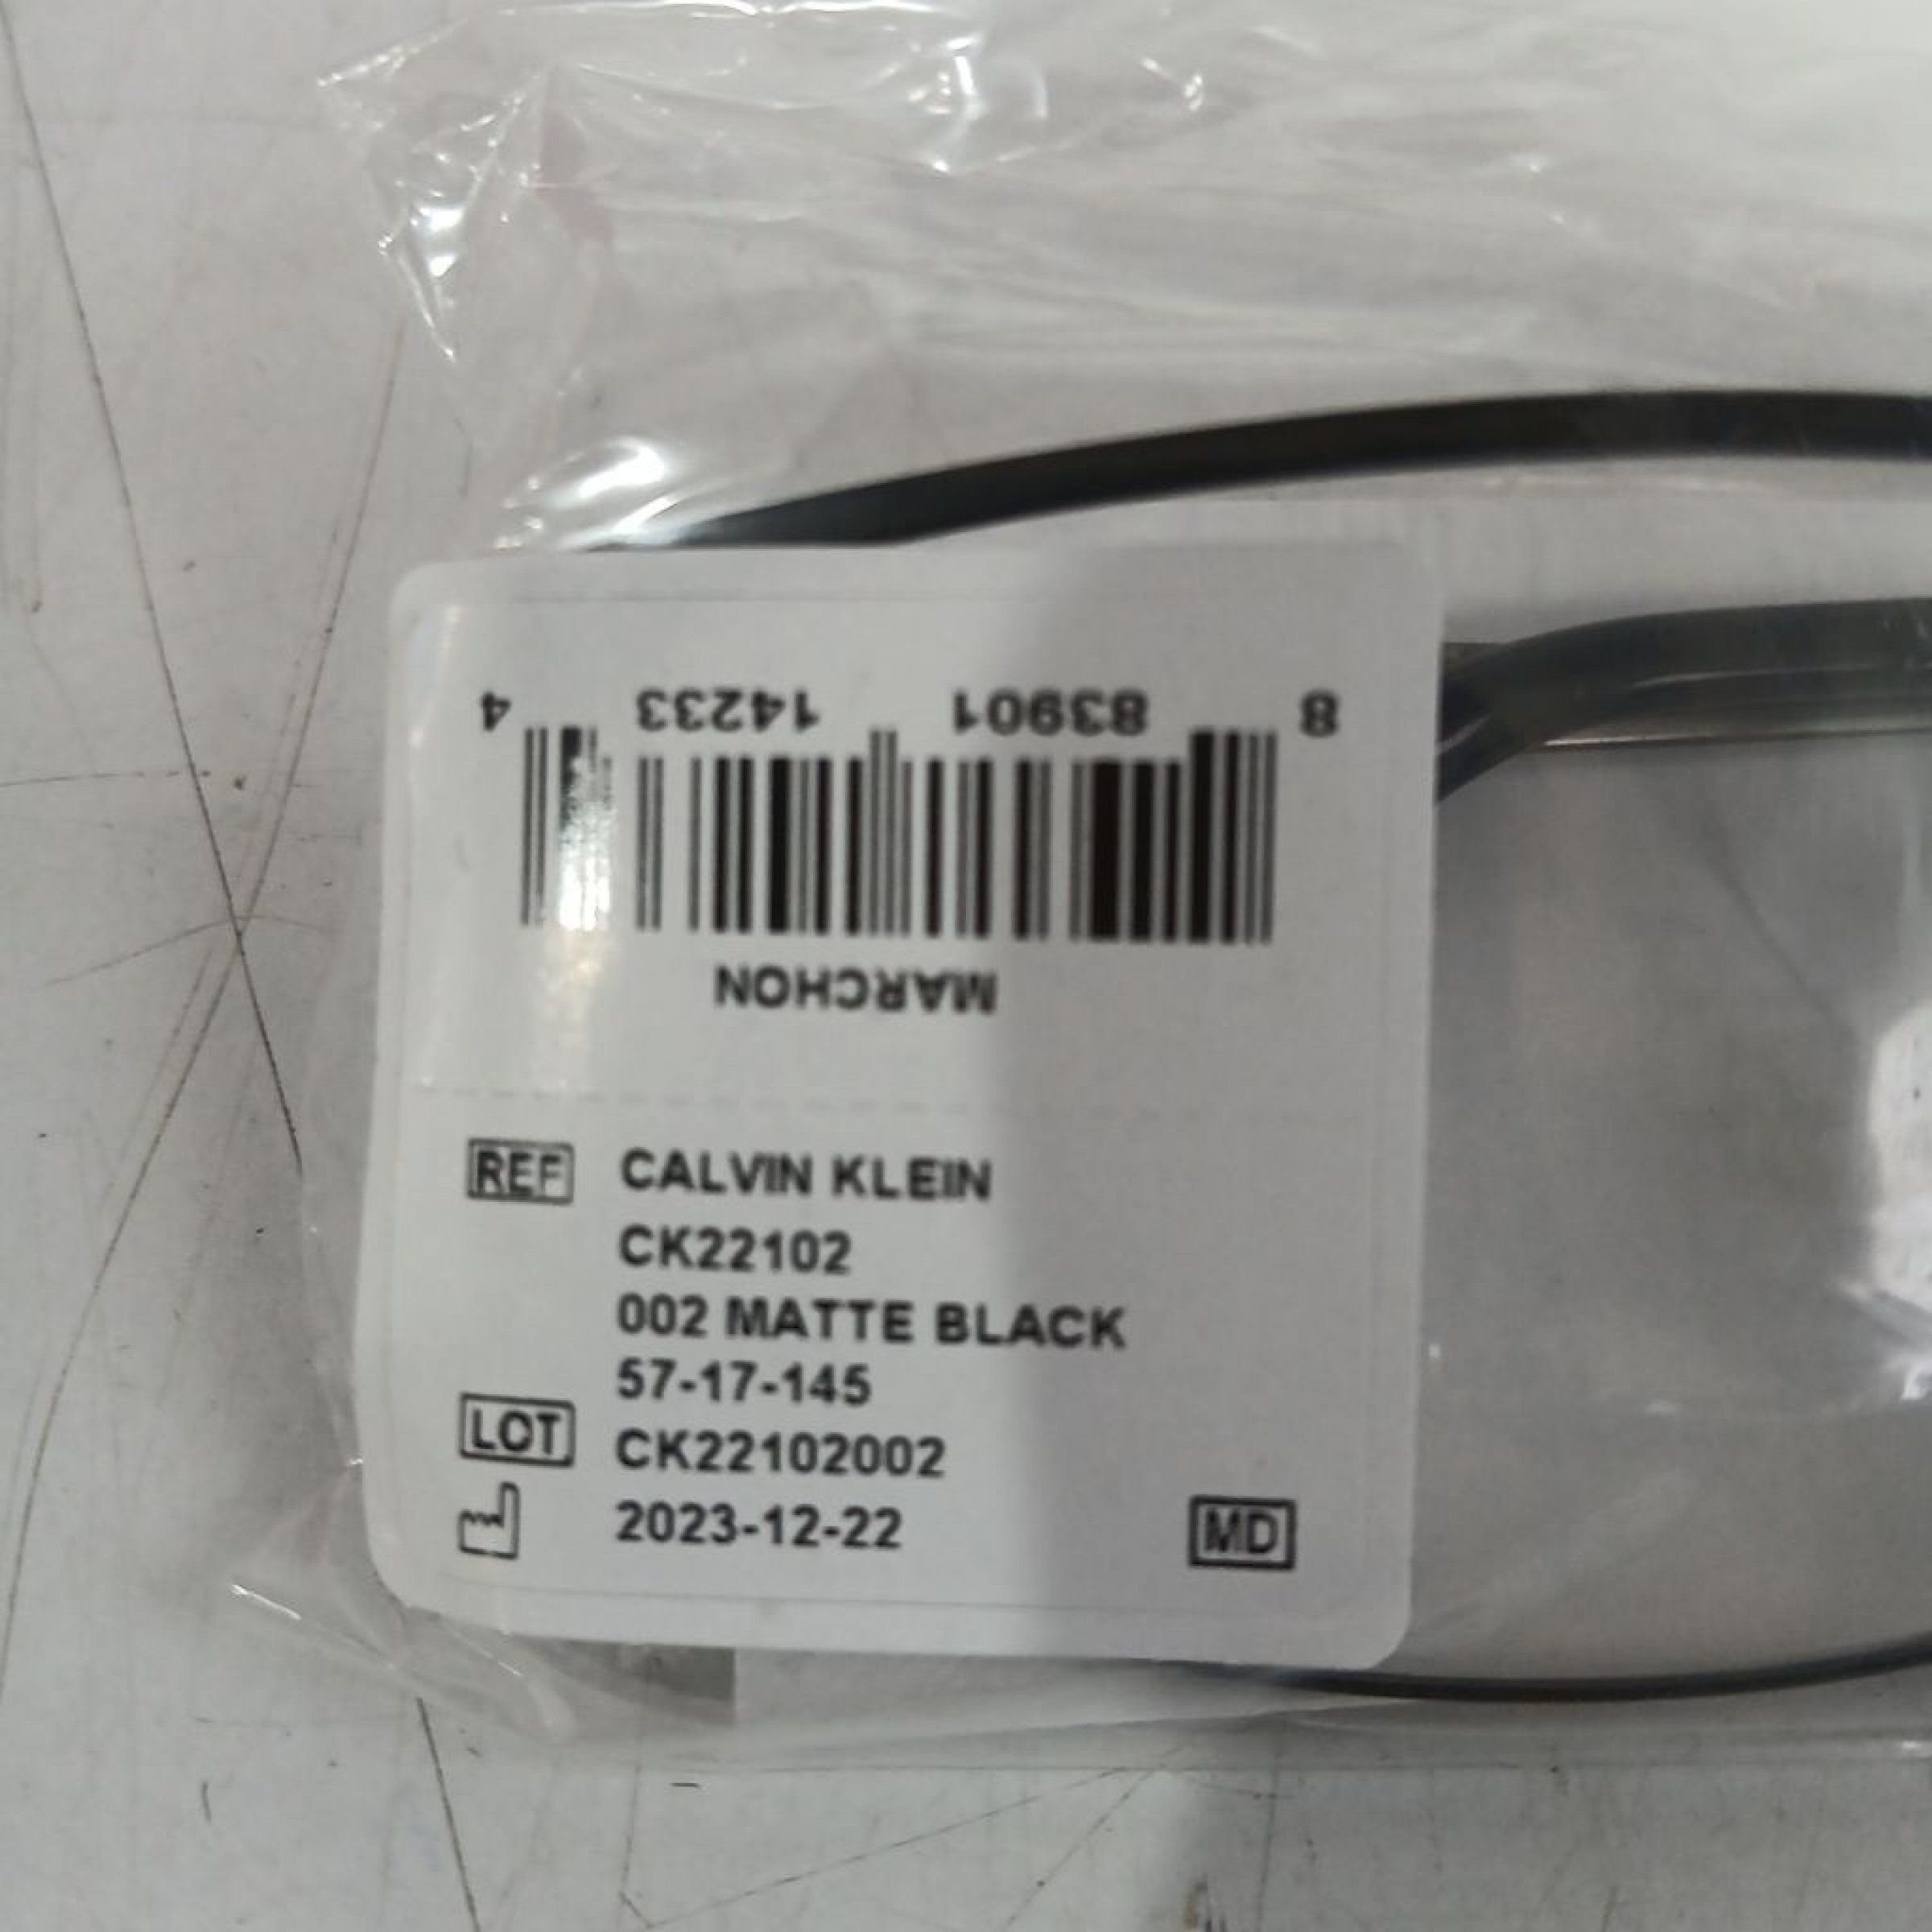 MARCHON
8 83901 14233 4
REF CALVIN KLEIN
CK22102
002 MATTE BLACK
57-17-145
LOT CK22102002
2023-12-22 MD